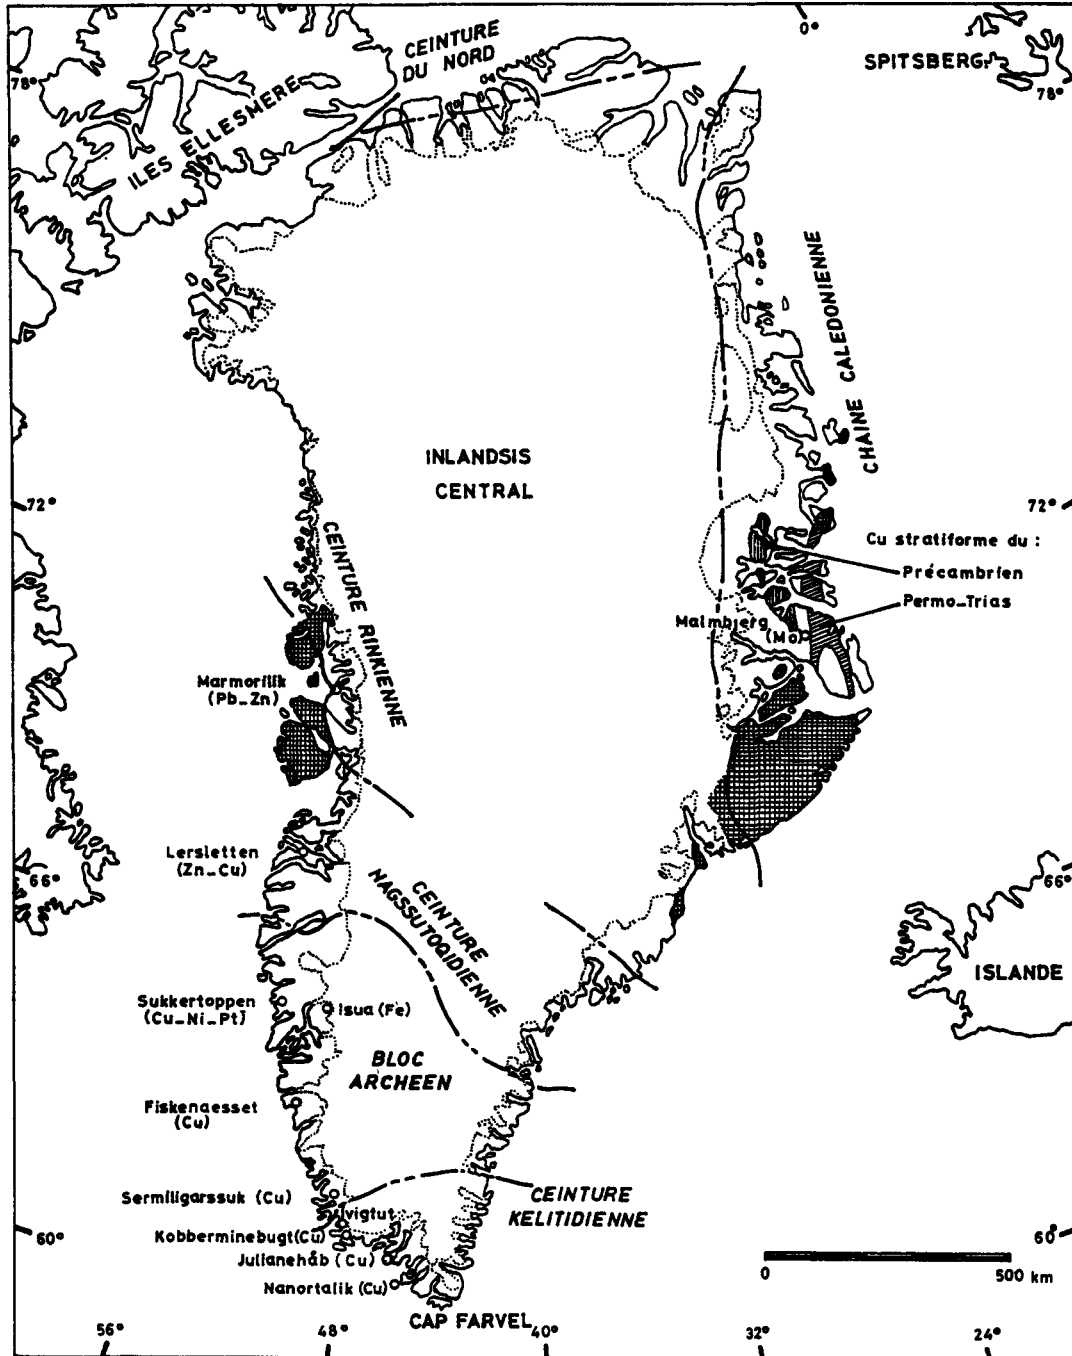 0°
CEINTURE
DU NORD
SPITSBERG
78°
78°
ILES ELLESMERE
CHAINE CALEDONIENNE
INLANDSIS
CENTRAL
72°
72°
CEINTURE RINKIENNE
Cu stratiforme du :
Précambrien
Permo_Trias
Malmbjerg (Mo)
Marmorilik
(Pb_Zn)
Lersletten
(Zn_Cu)
66°
66°
CEINTURE
NAGSSUTOQIDIENNE
ISLANDE
Sukkertoppen
(Cu_Ni_Pt)
Isua (Fe)
BLOC
ARCHEEN
Fiskenaesset
(Cu)
Sermiligarssuk (Cu)
Ivigtut
CEINTURE
KELITIDIENNE
60°
Kobberminebugt (Cu)
60°
Julianehåb (Cu)
Nanortalik (Cu)
0
500 km
CAP FARVEL
56°
48°
40°
32°
24°